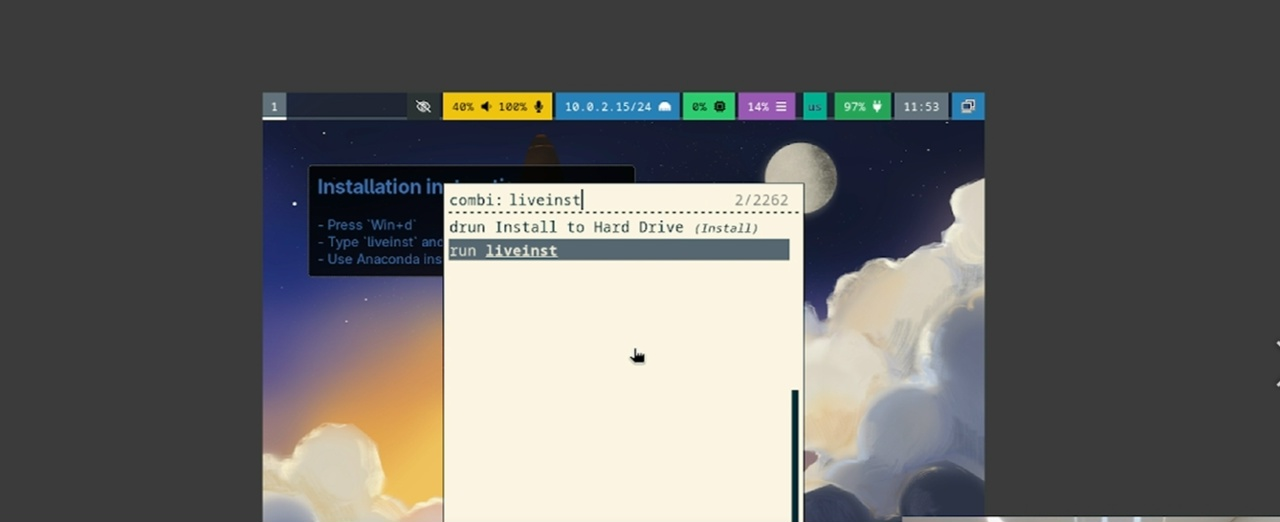 1
40% 100%
10.0.2.15/24
0%
14%
us
97%
11:53
Installation in
- Press `Win+d`
- Type `liveinst` and
- Use Anaconda ins
combi: liveinst 2/2262
drun Install to Hard Drive (Install)
run liveinst